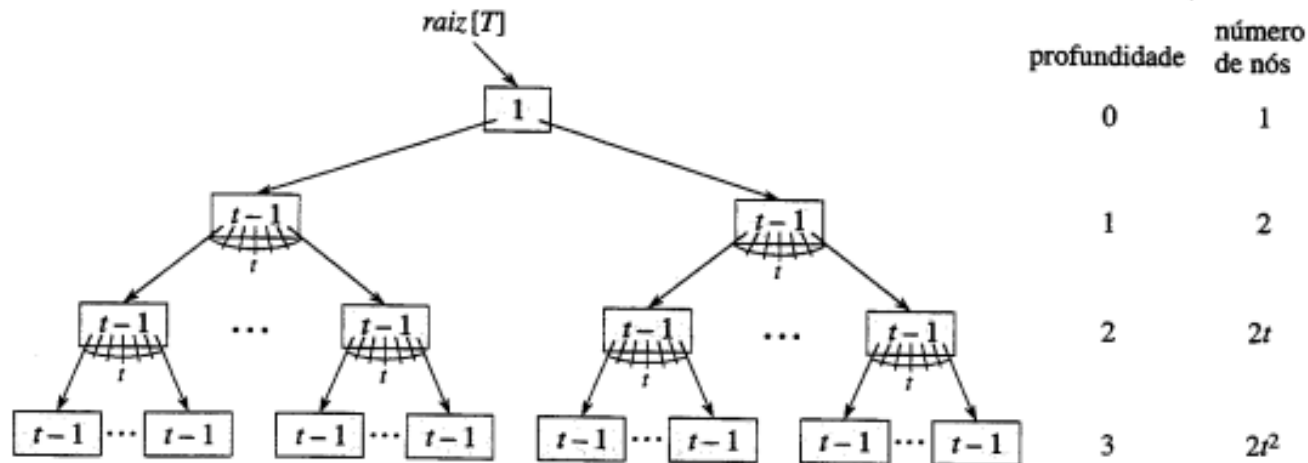 raiz[T]
profundidade
número
de nós
1
0
1
t – 1
t – 1
1
2
t
t
t – 1
...
t – 1
t – 1
...
t – 1
2
2t
t
t
t
t
t – 1 ... t – 1
t – 1 ... t – 1
t – 1 ... t – 1
t – 1 ... t – 1
3
2t²